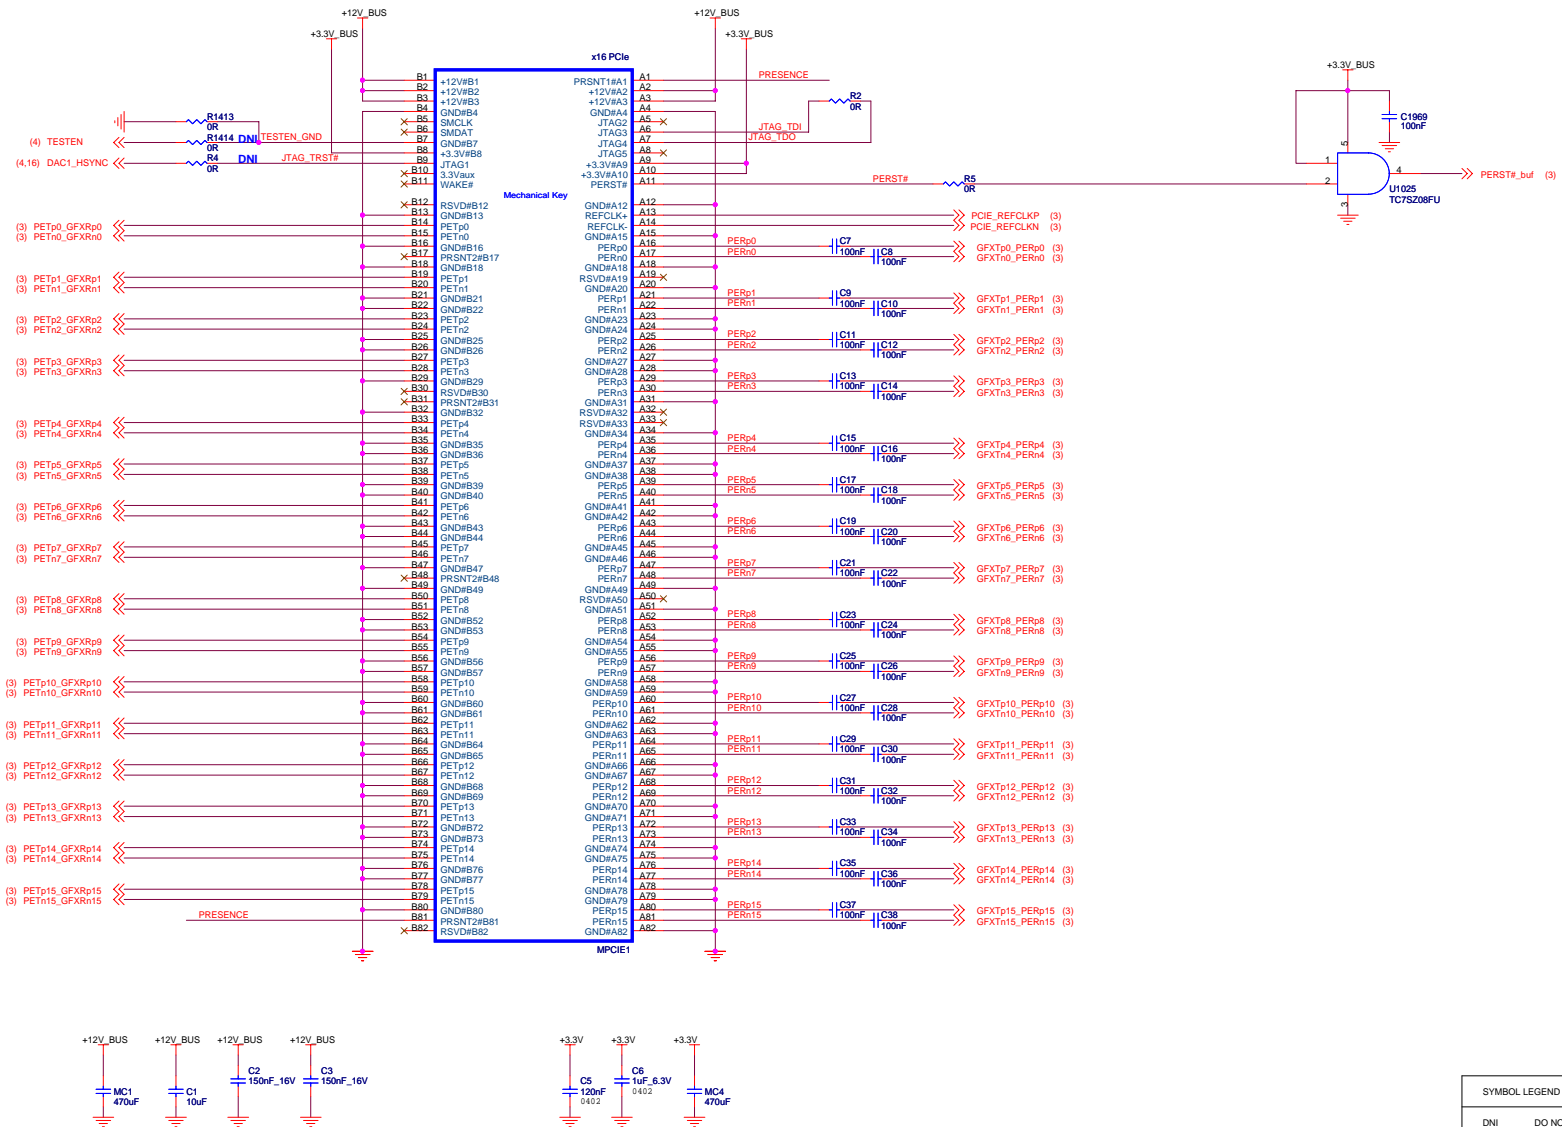 +12V_BUS
+3.3V_BUS
+12V_BUS
+3.3V_BUS
x16 PCIe
+3.3V_BUS
B1 +12V#B1 PRSNT1#A1 A1 PRESENCE
B2 +12V#B2 +12V#A2 A2
B3 +12V#B3 +12V#A3 A3 R2 0R
B4 GND#B4 GND#A4 A4
R1413 0R B5 SMCLK JTAG2 A5 C1969 100nF
B6 SMDAT JTAG3 A6 JTAG_TDI
(4) TESTEN R1414 0R DNI TESTEN_GND B7 GND#B7 JTAG4 A7 JTAG_TDO
B8 +3.3V#B8 JTAG5 A8
(4,16) DAC1_HSYNC R4 0R DNI JTAG_TRST# B9 JTAG1 +3.3V#A9 A9
B10 3.3Vaux +3.3V#A10 A10
B11 WAKE# PERST# A11 PERST# R5 0R
1 2 5 4 3 U1025 TC7SZ08FU PERST#_buf (3)
Mechanical Key
B12 RSVD#B12 GND#A12 A12
B13 GND#B13 REFCLK+ A13 PCIE_REFCLKP (3)
(3) PETp0_GFXRp0 B14 PETp0 REFCLK- A14 PCIE_REFCLKN (3)
(3) PETn0_GFXRn0 B15 PETn0 GND#A15 A15
B16 GND#B16 PERp0 A16 PERp0 C7 100nF GFXTp0_PERp0 (3)
B17 PRSNT2#B17 PERn0 A17 PERn0 C8 100nF GFXTn0_PERn0 (3)
B18 GND#B18 GND#A18 A18
(3) PETp1_GFXRp1 B19 PETp1 RSVD#A19 A19
(3) PETn1_GFXRn1 B20 PETn1 GND#A20 A20
B21 GND#B21 PERp1 A21 PERp1 C9 100nF GFXTp1_PERp1 (3)
B22 GND#B22 PERn1 A22 PERn1 C10 100nF GFXTn1_PERn1 (3)
(3) PETp2_GFXRp2 B23 PETp2 GND#A23 A23
(3) PETn2_GFXRn2 B24 PETn2 GND#A24 A24
B25 GND#B25 PERp2 A25 PERp2 C11 100nF GFXTp2_PERp2 (3)
B26 GND#B26 PERn2 A26 PERn2 C12 100nF GFXTn2_PERn2 (3)
(3) PETp3_GFXRp3 B27 PETp3 GND#A27 A27
(3) PETn3_GFXRn3 B28 PETn3 GND#A28 A28
B29 GND#B29 PERp3 A29 PERp3 C13 100nF GFXTp3_PERp3 (3)
B30 RSVD#B30 PERn3 A30 PERn3 C14 100nF GFXTn3_PERn3 (3)
B31 PRSNT2#B31 GND#A31 A31
B32 GND#B32 RSVD#A32 A32
(3) PETp4_GFXRp4 B33 PETp4 RSVD#A33 A33
(3) PETn4_GFXRn4 B34 PETn4 GND#A34 A34
B35 GND#B35 PERp4 A35 PERp4 C15 100nF GFXTp4_PERp4 (3)
B36 GND#B36 PERn4 A36 PERn4 C16 100nF GFXTn4_PERn4 (3)
(3) PETp5_GFXRp5 B37 PETp5 GND#A37 A37
(3) PETn5_GFXRn5 B38 PETn5 GND#A38 A38
B39 GND#B39 PERp5 A39 PERp5 C17 100nF GFXTp5_PERp5 (3)
B40 GND#B40 PERn5 A40 PERn5 C18 100nF GFXTn5_PERn5 (3)
(3) PETp6_GFXRp6 B41 PETp6 GND#A41 A41
(3) PETn6_GFXRn6 B42 PETn6 GND#A42 A42
B43 GND#B43 PERp6 A43 PERp6 C19 100nF GFXTp6_PERp6 (3)
B44 GND#B44 PERn6 A44 PERn6 C20 100nF GFXTn6_PERn6 (3)
(3) PETp7_GFXRp7 B45 PETp7 GND#A45 A45
(3) PETn7_GFXRn7 B46 PETn7 GND#A46 A46
B47 GND#B47 PERp7 A47 PERp7 C21 100nF GFXTp7_PERp7 (3)
B48 PRSNT2#B48 PERn7 A48 PERn7 C22 100nF GFXTn7_PERn7 (3)
B49 GND#B49 GND#A49 A49
(3) PETp8_GFXRp8 B50 PETp8 RSVD#A50 A50
(3) PETn8_GFXRn8 B51 PETn8 GND#A51 A51
B52 GND#B52 PERp8 A52 PERp8 C23 100nF GFXTp8_PERp8 (3)
B53 GND#B53 PERn8 A53 PERn8 C24 100nF GFXTn8_PERn8 (3)
(3) PETp9_GFXRp9 B54 PETp9 GND#A54 A54
(3) PETn9_GFXRn9 B55 PETn9 GND#A55 A55
B56 GND#B56 PERp9 A56 PERp9 C25 100nF GFXTp9_PERp9 (3)
B57 GND#B57 PERn9 A57 PERn9 C26 100nF GFXTn9_PERn9 (3)
(3) PETp10_GFXRp10 B58 PETp10 GND#A58 A58
(3) PETn10_GFXRn10 B59 PETn10 GND#A59 A59
B60 GND#B60 PERp10 A60 PERp10 C27 100nF GFXTp10_PERp10 (3)
B61 GND#B61 PERn10 A61 PERn10 C28 100nF GFXTn10_PERn10 (3)
(3) PETp11_GFXRp11 B62 PETp11 GND#A62 A62
(3) PETn11_GFXRn11 B63 PETn11 GND#A63 A63
B64 GND#B64 PERp11 A64 PERp11 C29 100nF GFXTp11_PERp11 (3)
B65 GND#B65 PERn11 A65 PERn11 C30 100nF GFXTn11_PERn11 (3)
(3) PETp12_GFXRp12 B66 PETp12 GND#A66 A66
(3) PETn12_GFXRn12 B67 PETn12 GND#A67 A67
B68 GND#B68 PERp12 A68 PERp12 C31 100nF GFXTp12_PERp12 (3)
B69 GND#B69 PERn12 A69 PERn12 C32 100nF GFXTn12_PERn12 (3)
(3) PETp13_GFXRp13 B70 PETp13 GND#A70 A70
(3) PETn13_GFXRn13 B71 PETn13 GND#A71 A71
B72 GND#B72 PERp13 A72 PERp13 C33 100nF GFXTp13_PERp13 (3)
B73 GND#B73 PERn13 A73 PERn13 C34 100nF GFXTn13_PERn13 (3)
(3) PETp14_GFXRp14 B74 PETp14 GND#A74 A74
(3) PETn14_GFXRn14 B75 PETn14 GND#A75 A75
B76 GND#B76 PERp14 A76 PERp14 C35 100nF GFXTp14_PERp14 (3)
B77 GND#B77 PERn14 A77 PERn14 C36 100nF GFXTn14_PERn14 (3)
(3) PETp15_GFXRp15 B78 PETp15 GND#A78 A78
(3) PETn15_GFXRn15 B79 PETn15 GND#A79 A79
B80 GND#B80 PERp15 A80 PERp15 C37 100nF GFXTp15_PERp15 (3)
PRESENCE B81 PRSNT2#B81 PERn15 A81 PERn15 C38 100nF GFXTn15_PERn15 (3)
B82 RSVD#B82 GND#A82 A82
MPCIE1
+12V_BUS +12V_BUS +12V_BUS +12V_BUS +3.3V +3.3V +3.3V
MC1 470uF
C1 10uF
C2 150nF_16V
C3 150nF_16V
C5 120nF 0402
C6 1uF_6.3V 0402
MC4 470uF
SYMBOL LEGEND
DNI DO NO